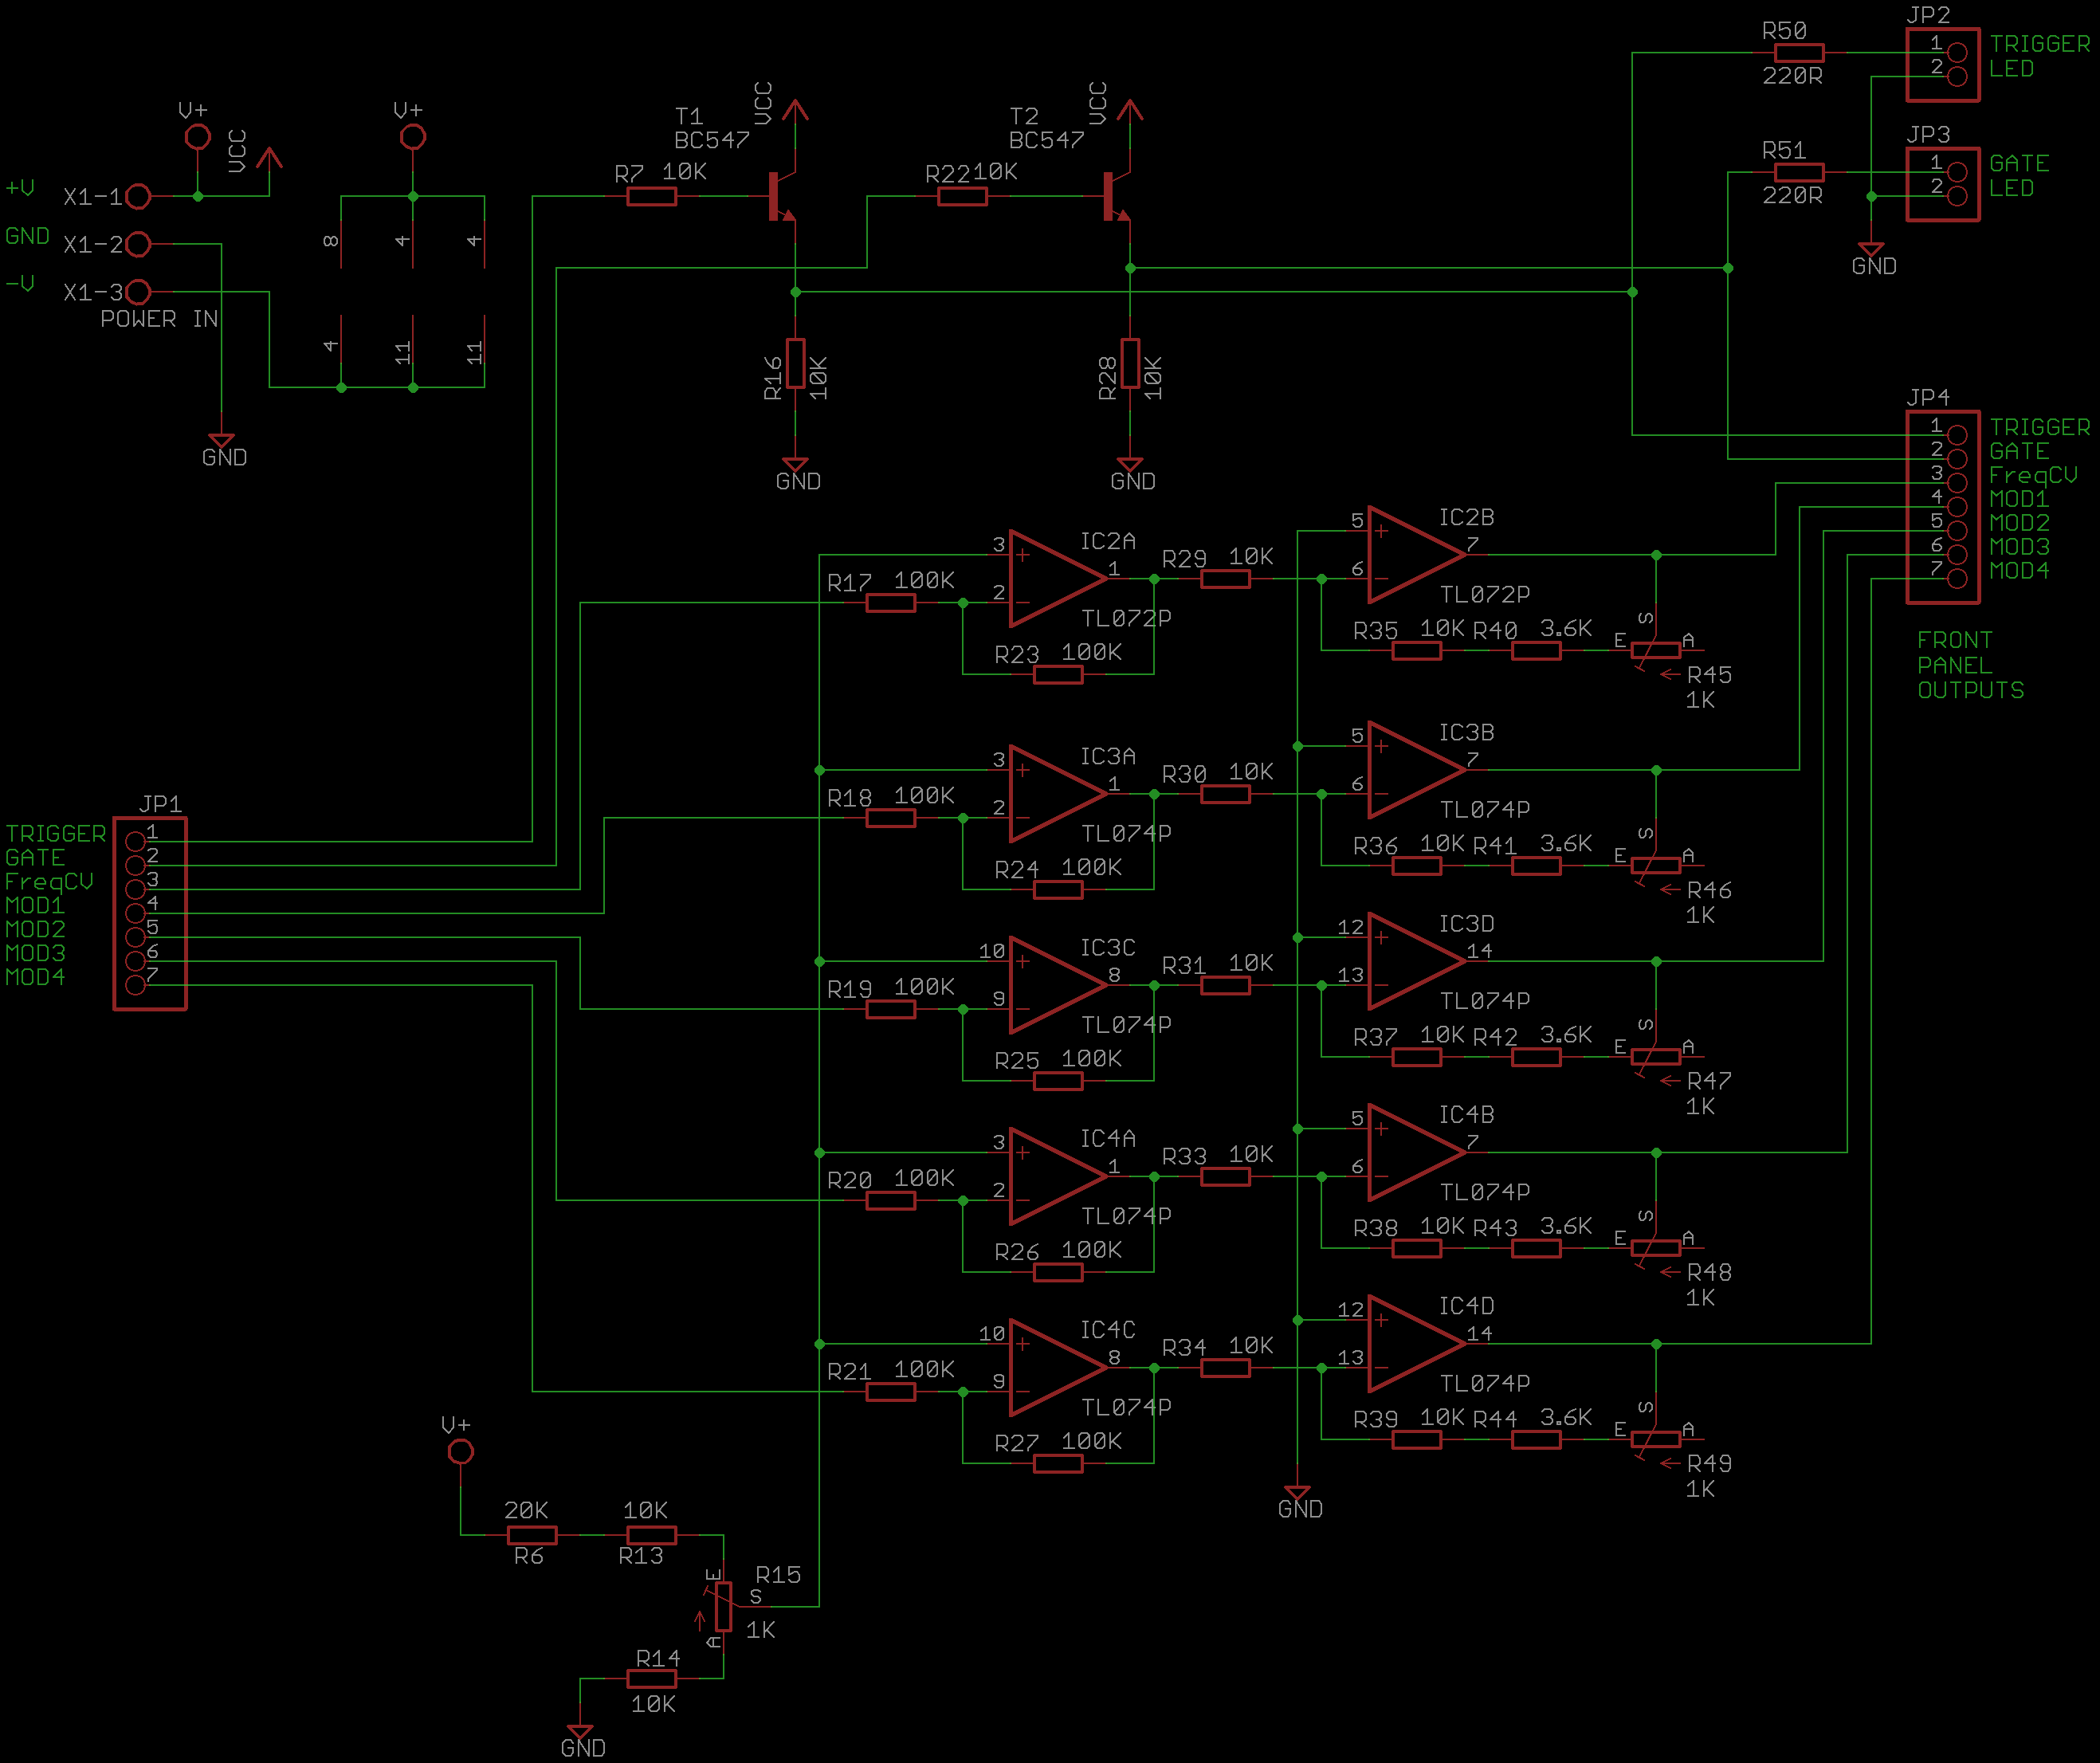 JP2
R50
1
TRIGGER
2
LED
220R
V+
V+
VCC
T1
BC547
VCC
T2
BC547
VCC
JP3
R51
1
GATE
2
LED
220R
GND
R7
10K
R22
10K
+V
X1-1
GND
X1-2
-V
X1-3
POWER IN
8
4
4
4
11
11
GND
R16
10K
GND
R28
10K
GND
JP4
1
TRIGGER
2
GATE
3
FreqCV
4
MOD1
5
MOD2
6
MOD3
7
MOD4
FRONT
PANEL
OUTPUTS
R17
100K
3
2
1
IC2A
TL072P
R23
100K
R29
10K
5
6
7
IC2B
TL072P
R35
10K
R40
3.6K
E
S
A
R45
1K
R18
100K
3
2
1
IC3A
TL074P
R24
100K
R30
10K
5
6
7
IC3B
TL074P
R36
10K
R41
3.6K
E
S
A
R46
1K
JP1
TRIGGER
1
GATE
2
FreqCV
3
MOD1
4
MOD2
5
MOD3
6
MOD4
7
R19
100K
10
9
8
IC3C
TL074P
R25
100K
R31
10K
12
13
14
IC3D
TL074P
R37
10K
R42
3.6K
E
S
A
R47
1K
R20
100K
3
2
1
IC4A
TL074P
R26
100K
R33
10K
5
6
7
IC4B
TL074P
R38
10K
R43
3.6K
E
S
A
R48
1K
R21
100K
10
9
8
IC4C
TL074P
R27
100K
R34
10K
12
13
14
IC4D
TL074P
R39
10K
R44
3.6K
E
S
A
R49
1K
GND
V+
20K
R6
10K
R13
E
R15
S
1K
A
R14
10K
GND